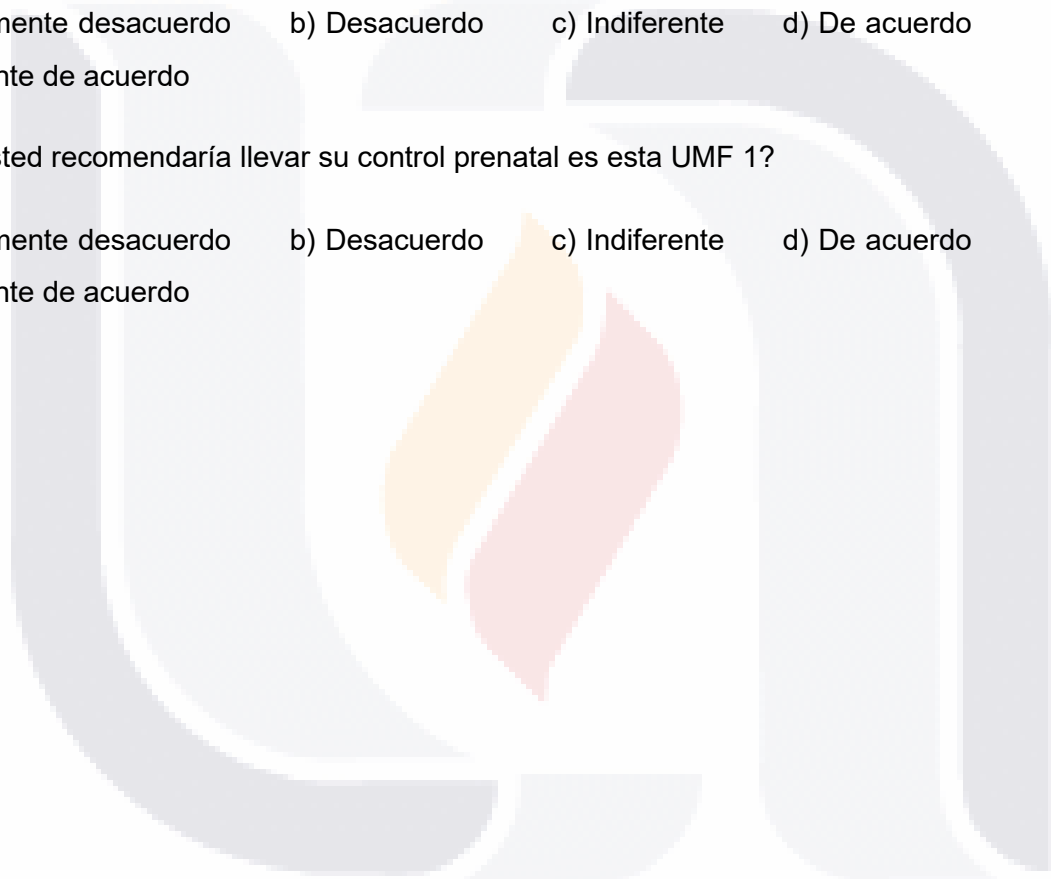 mente desacuerdo b) Desacuerdo c) Indiferente d) De acuerdo
nte de acuerdo
sted recomendaría llevar su control prenatal es esta UMF 1?
mente desacuerdo b) Desacuerdo c) Indiferente d) De acuerdo
nte de acuerdo